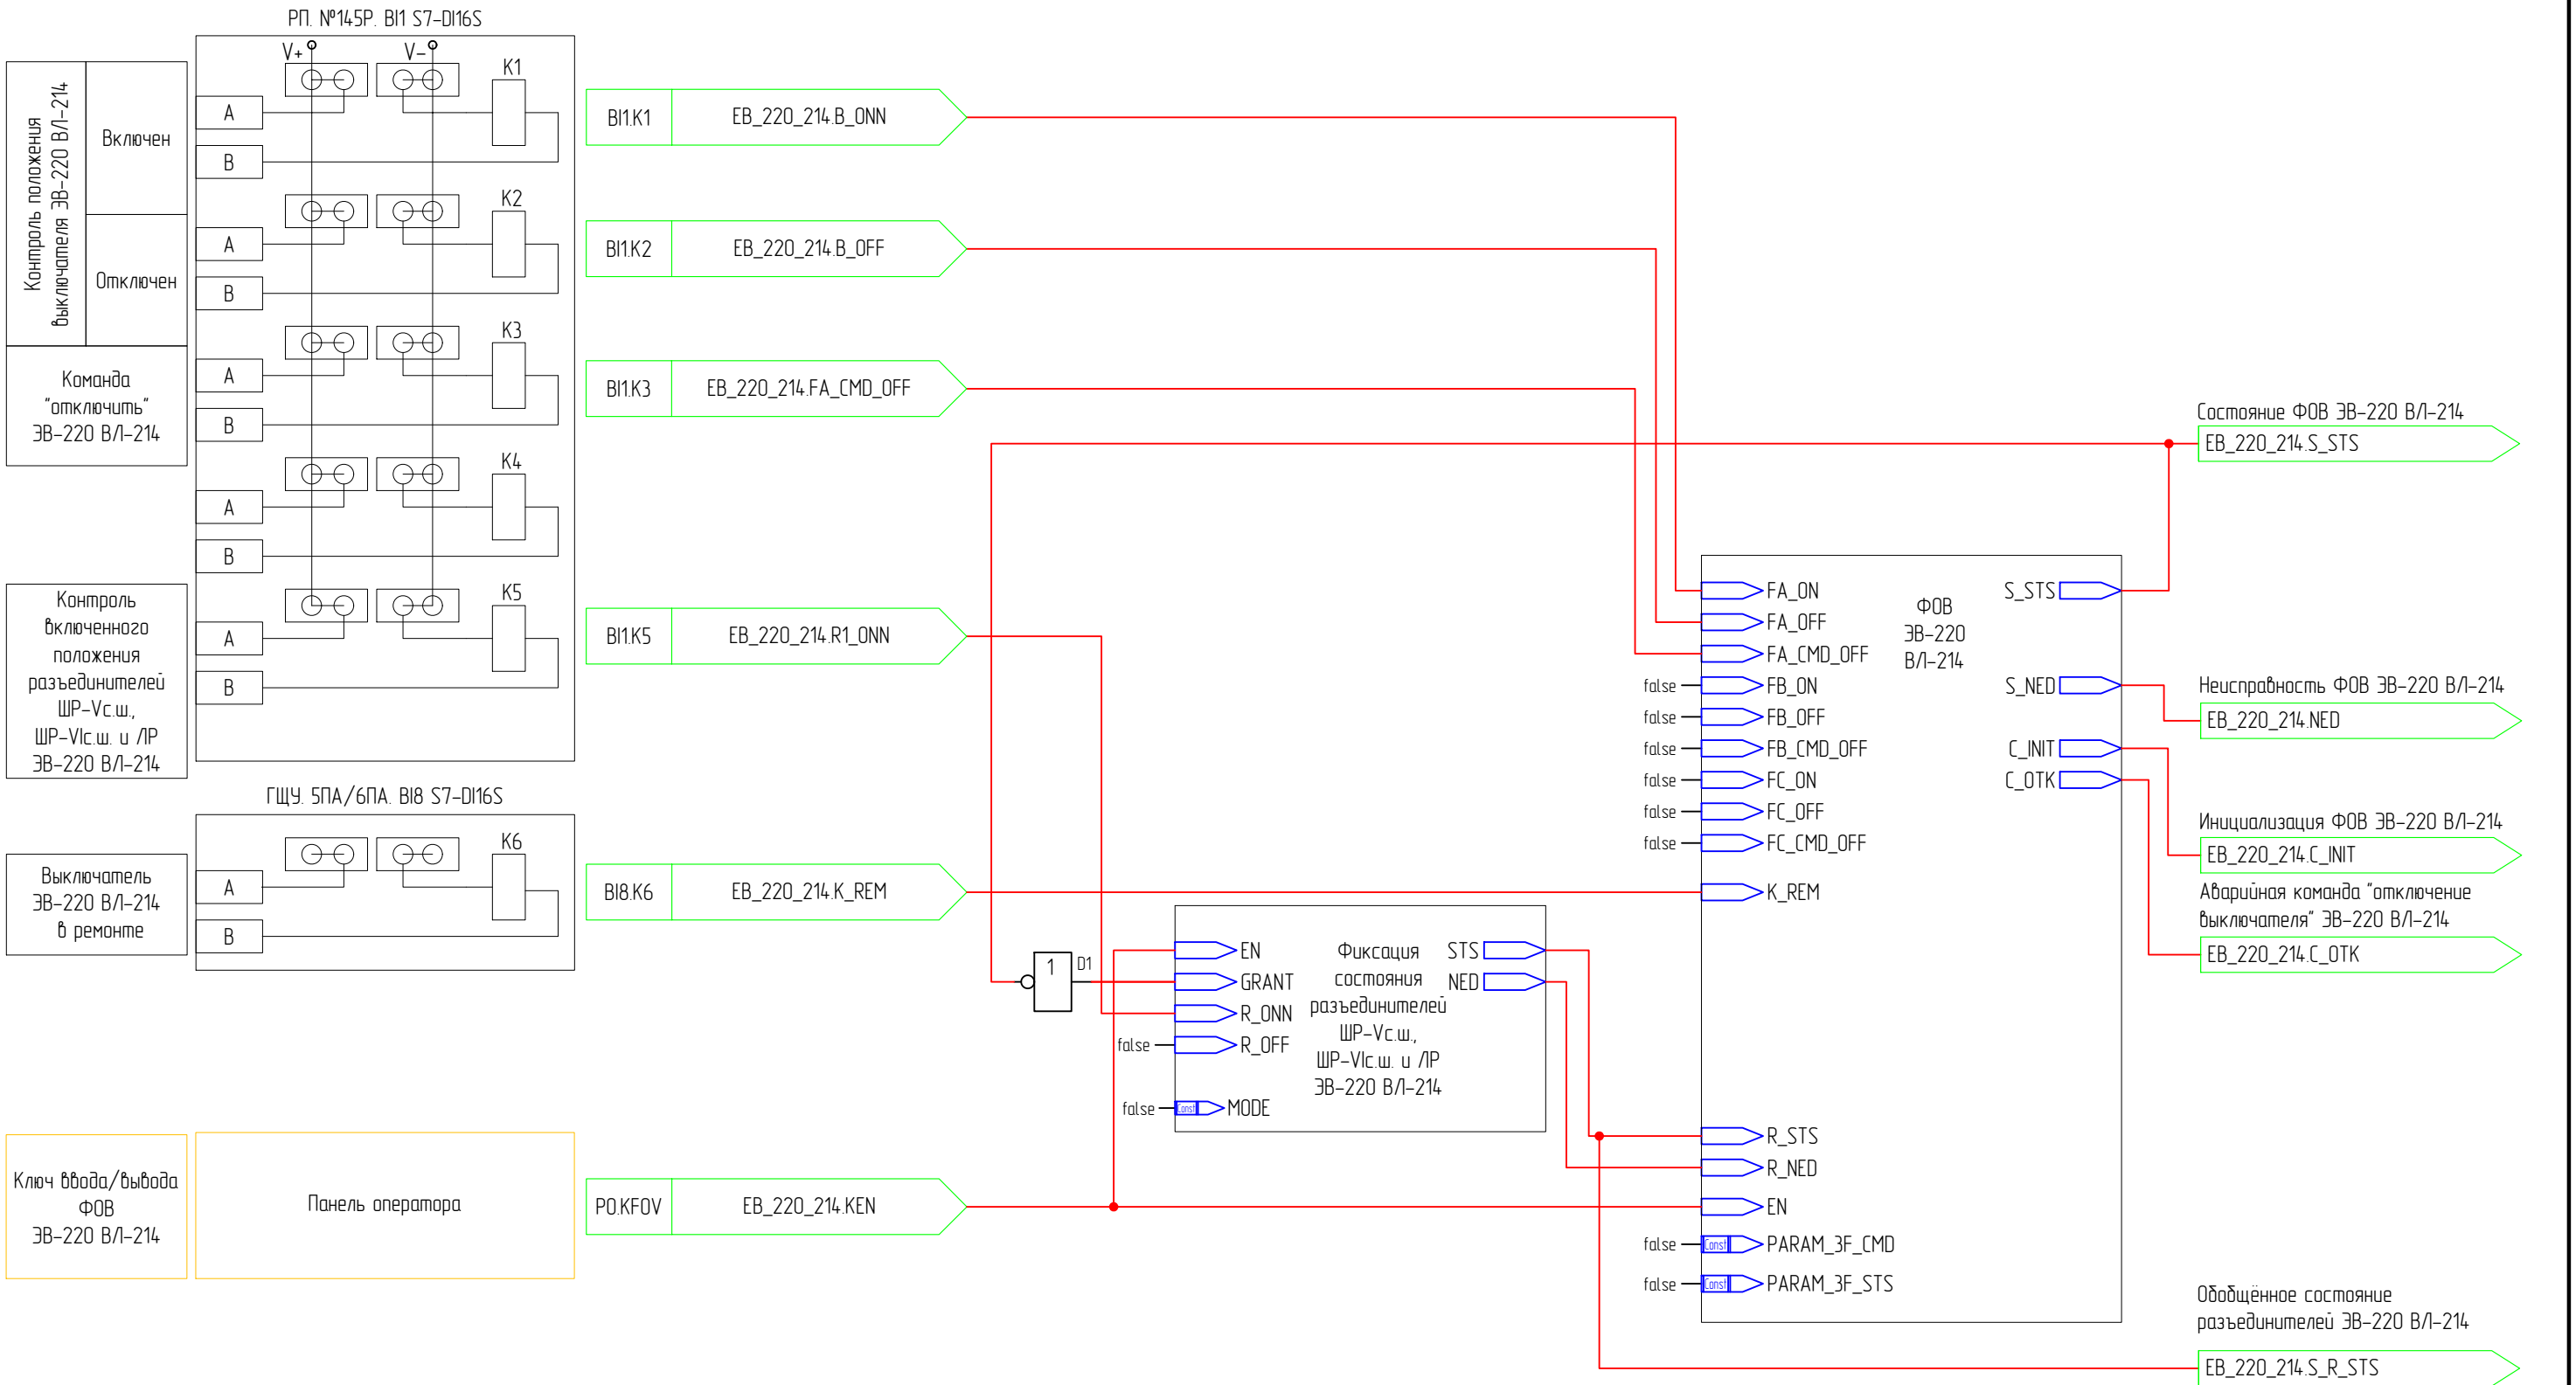 РП. №145Р. BI1 S7-DI16S
V+
V-
Контроль положения
выключателя ЭВ-220 ВЛ-214
Включен
Отключен
A
B
K1
A
B
K2
A
B
K3
A
B
K4
A
B
K5
Команда
"отключить"
ЭВ-220 ВЛ-214
Контроль
включенного
положения
разъединителей
ШР-Vс.ш.,
ШР-VIс.ш. и ЛР
ЭВ-220 ВЛ-214
ГЩУ. 5ПА/6ПА. BI8 S7-DI16S
Выключатель
ЭВ-220 ВЛ-214
в ремонте
A
B
K6
Ключ ввода/вывода
ФОВ
ЭВ-220 ВЛ-214
Панель оператора
BI1.K1 EB_220_214.B_ONN
BI1.K2 EB_220_214.B_OFF
BI1.K3 EB_220_214.FA_CMD_OFF
BI1.K5 EB_220_214.R1_ONN
BI8.K6 EB_220_214.K_REM
PO.KFOV EB_220_214.KEN
1
D1
EN
GRANT
R_ONN
false
R_OFF
false
Const
MODE
Фиксация
состояния
разъединителей
ШР-Vс.ш.,
ШР-VIс.ш. и ЛР
ЭВ-220 ВЛ-214
STS
NED
ФОВ
ЭВ-220
ВЛ-214
FA_ON
FA_OFF
FA_CMD_OFF
false
FB_ON
false
FB_OFF
false
FB_CMD_OFF
false
FC_ON
false
FC_OFF
false
FC_CMD_OFF
K_REM
R_STS
R_NED
EN
false
Const
PARAM_3F_CMD
false
Const
PARAM_3F_STS
S_STS
S_NED
C_INIT
C_OTK
Состояние ФОВ ЭВ-220 ВЛ-214
EB_220_214.S_STS
Неисправность ФОВ ЭВ-220 ВЛ-214
EB_220_214.NED
Инициализация ФОВ ЭВ-220 ВЛ-214
EB_220_214.C_INIT
Аварийная команда "отключение
выключателя" ЭВ-220 ВЛ-214
EB_220_214.C_OTK
Обобщённое состояние
разъединителей ЭВ-220 ВЛ-214
EB_220_214.S_R_STS